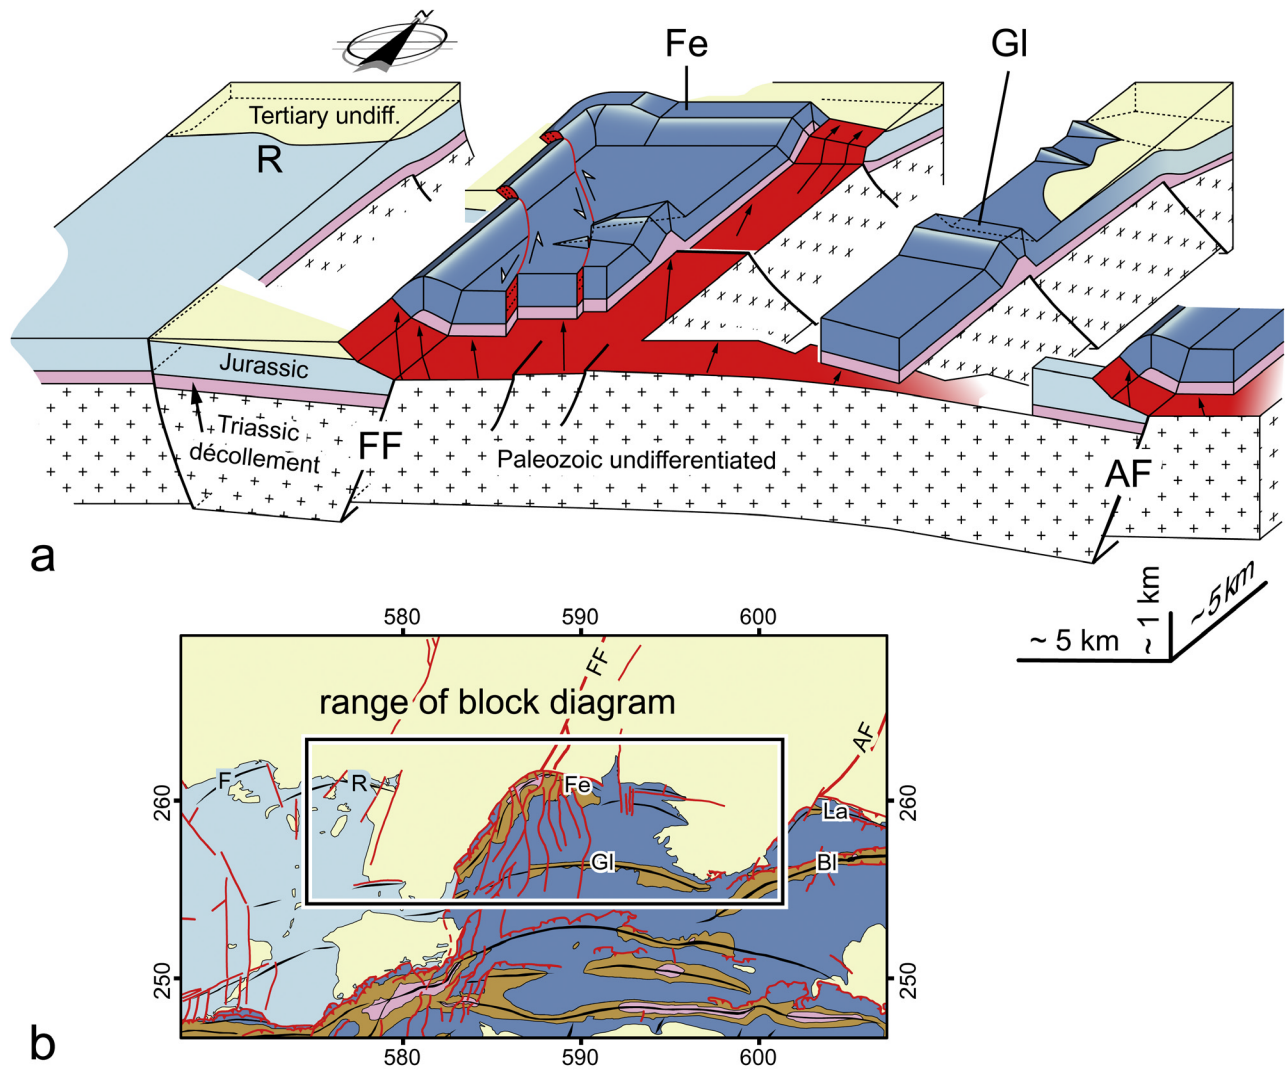 N
Fe
Gl
Tertiary undiff.
R
Jurassic
Triassic
décollement
FF
Paleozoic undifferentiated
AF
a
~ 5 km
~ 1 km
~ 5 km
580
590
600
FF
range of block diagram
AF
F
R
Fe
260
260
La
Gl
Bl
250
250
b
580
590
600